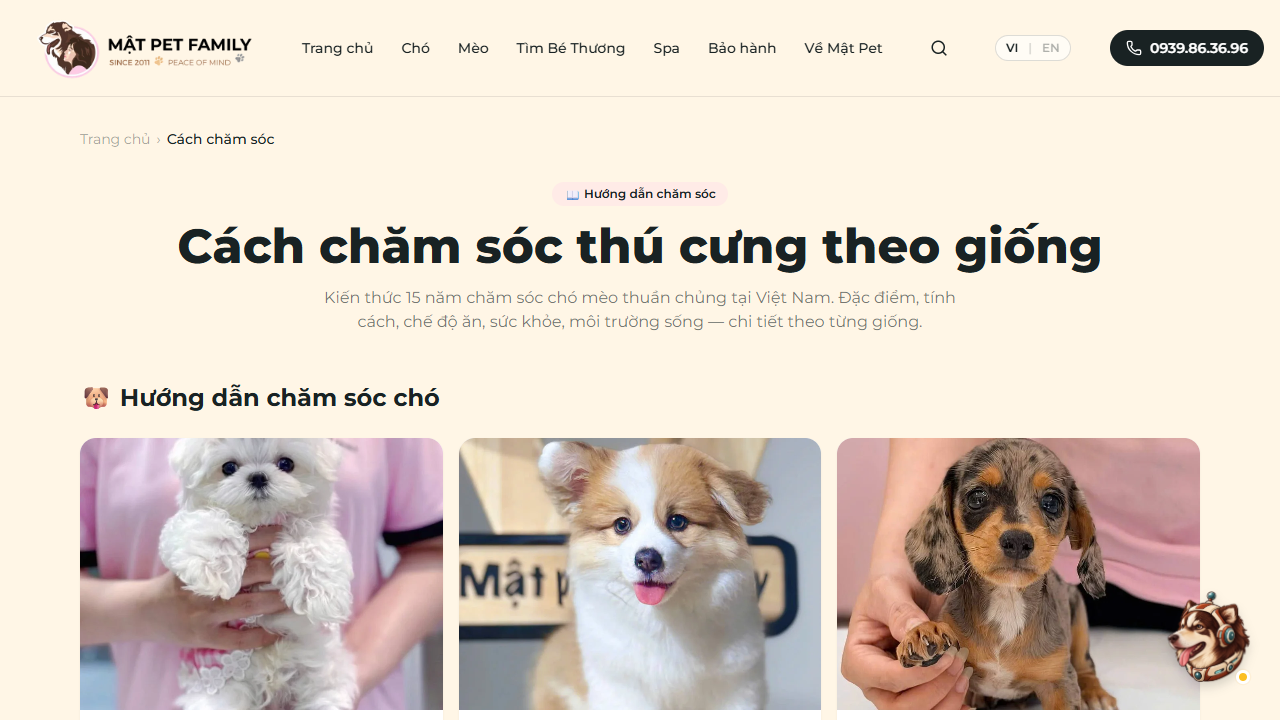 MẬT PET FAMILY
SINCE 2011 PEACE OF MIND
Trang chủ
Chó
Mèo
Tìm Bé Thương
Spa
Bảo hành
Về Mật Pet
VI | EN
0939.86.36.96
Trang chủ › Cách chăm sóc
Hướng dẫn chăm sóc
Cách chăm sóc thú cưng theo giống
Kiến thức 15 năm chăm sóc chó mèo thuần chủng tại Việt Nam. Đặc điểm, tính
cách, chế độ ăn, sức khỏe, môi trường sống — chi tiết theo từng giống.
Hướng dẫn chăm sóc chó
Mật p
y